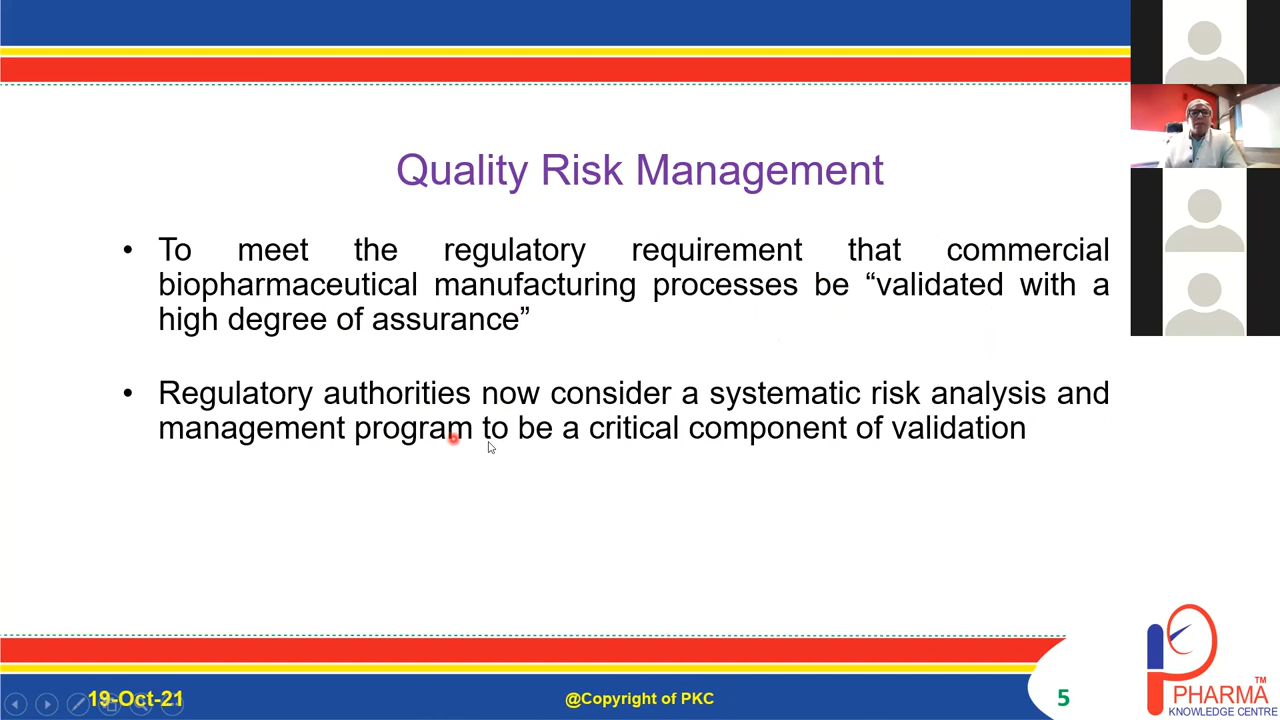 Quality Risk Management
• To meet the regulatory requirement that commercial
biopharmaceutical manufacturing processes be “validated with a
high degree of assurance”
• Regulatory authorities now consider a systematic risk analysis and
management program to be a critical component of validation
19-Oct-21
@Copyright of PKC
5
PHARMA™
KNOWLEDGE CENTRE